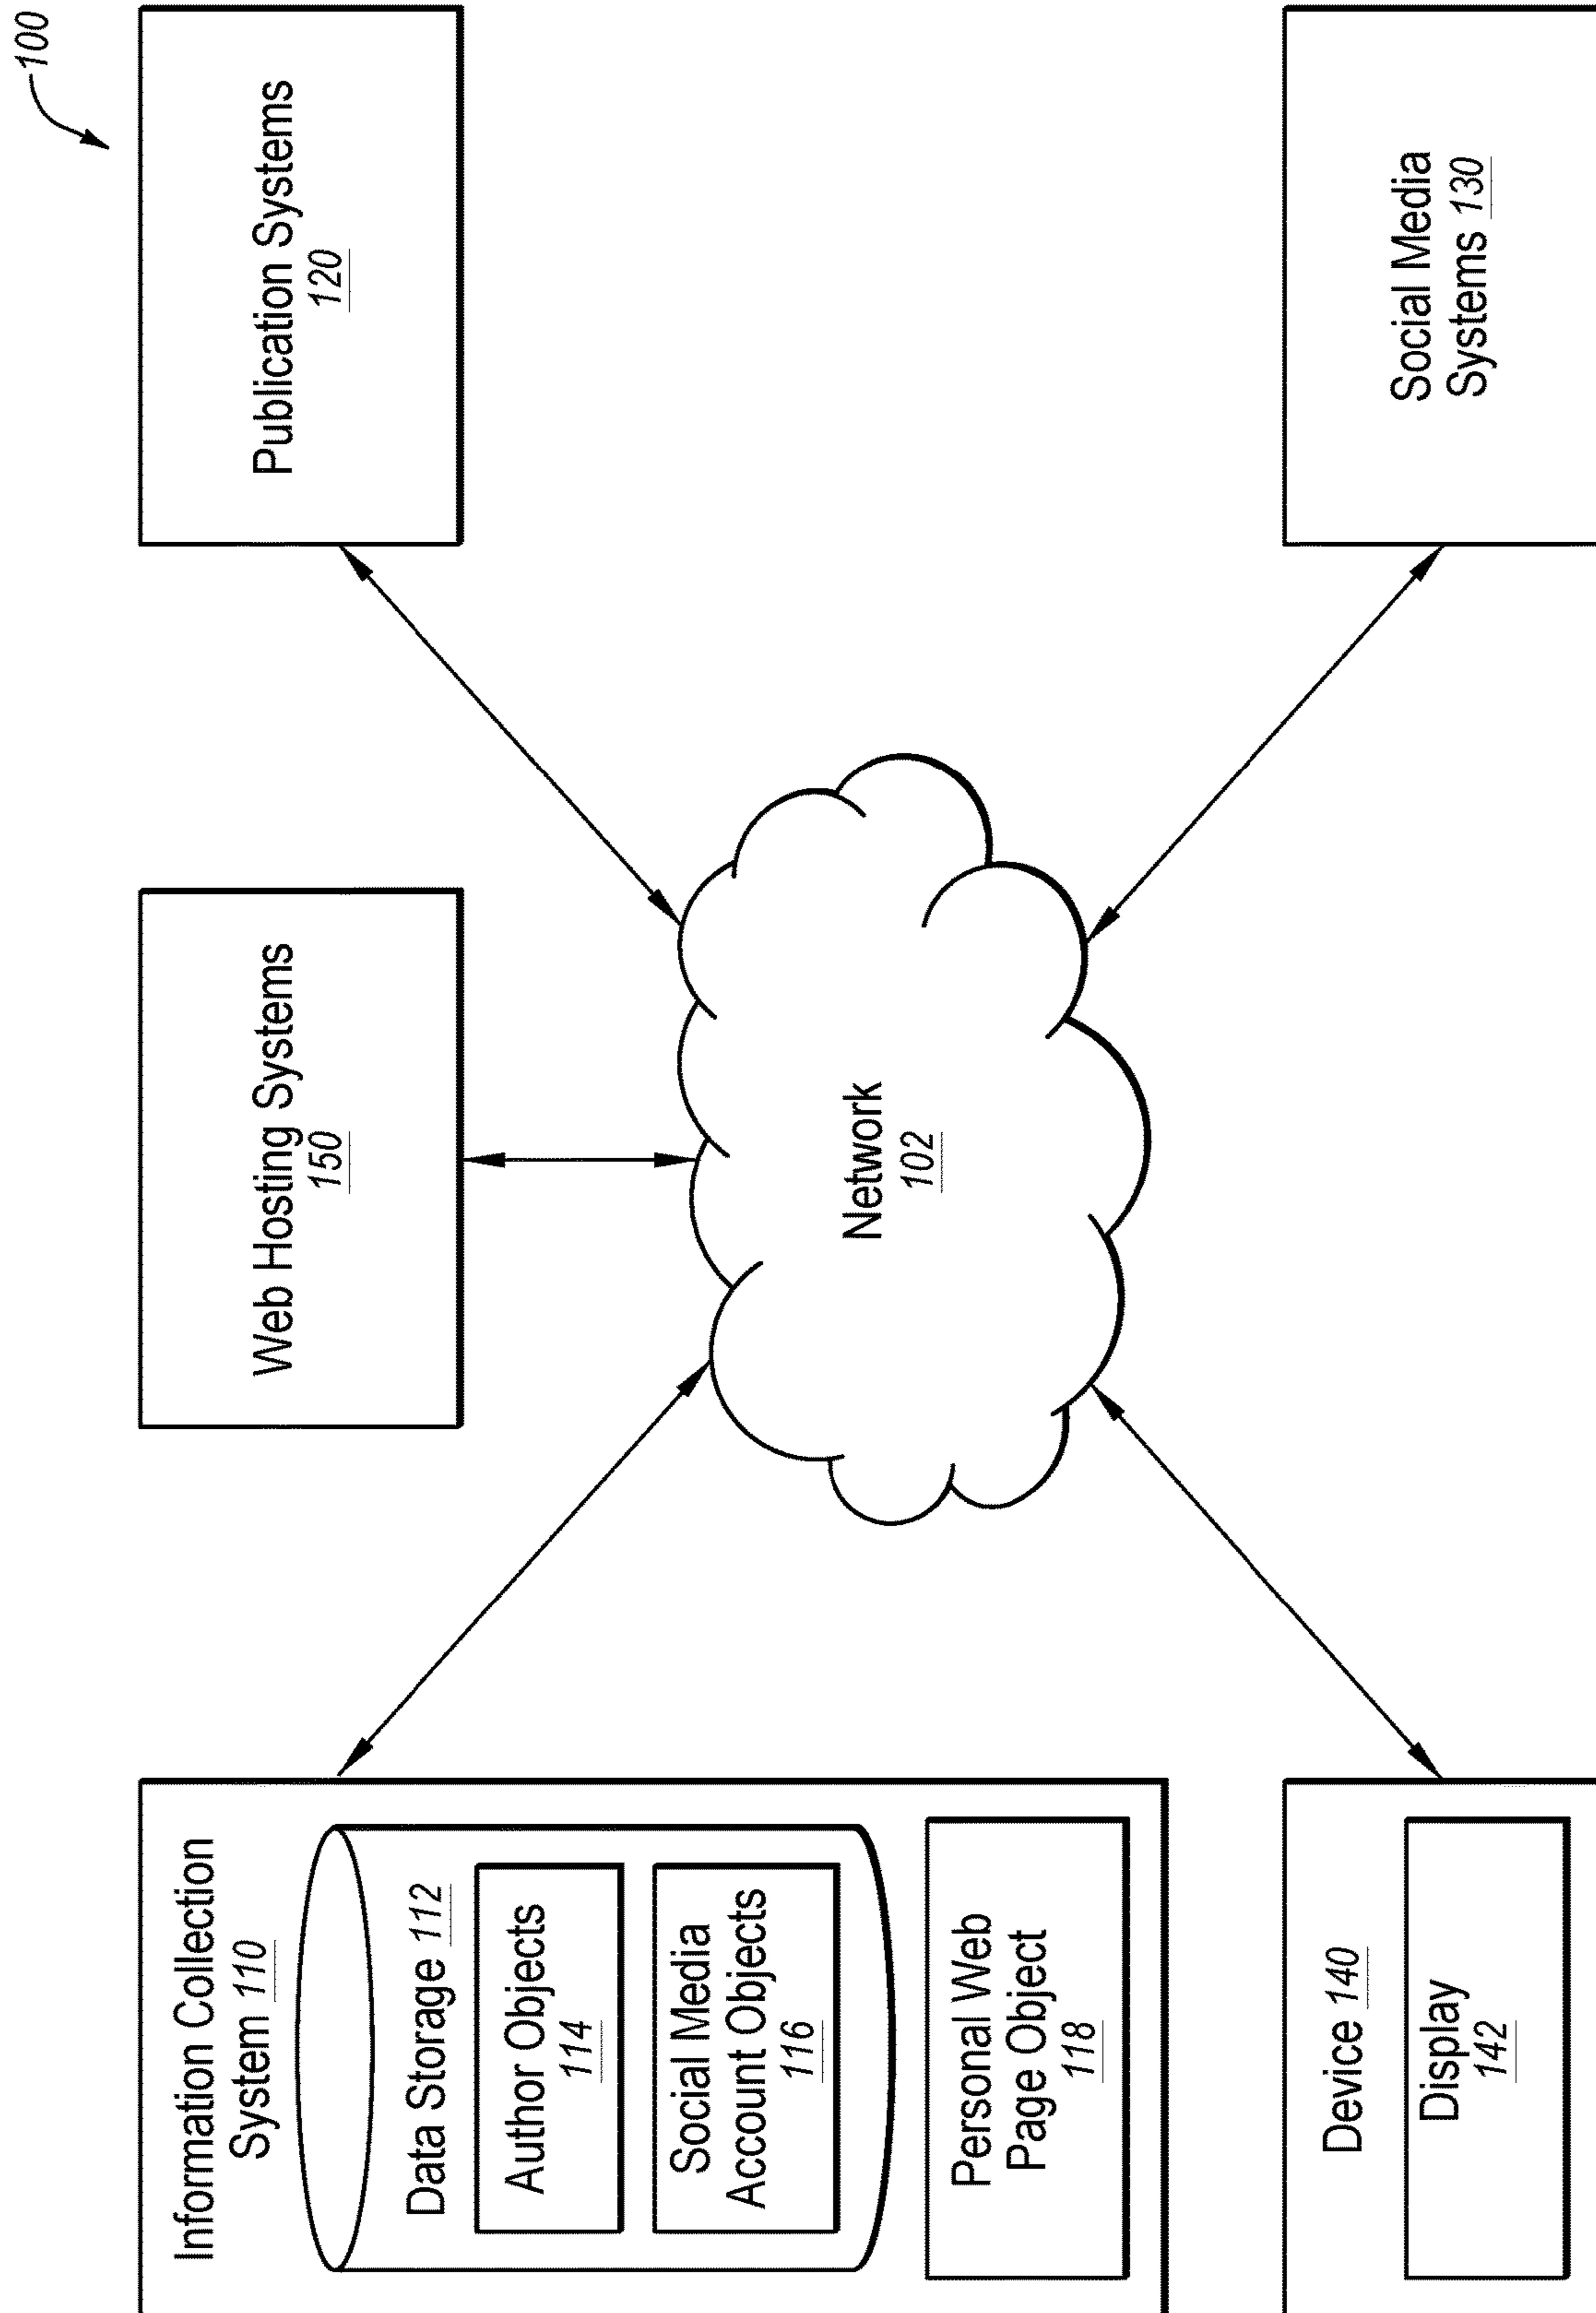 100
Information Collection
System 110
Data Storage 112
Author Objects
114
Social Media
Account Objects
116
Personal Web
Page Object
118
Web Hosting Systems
150
Publication Systems
120
Network
102
Device 140
Display
142
Social Media
Systems 130